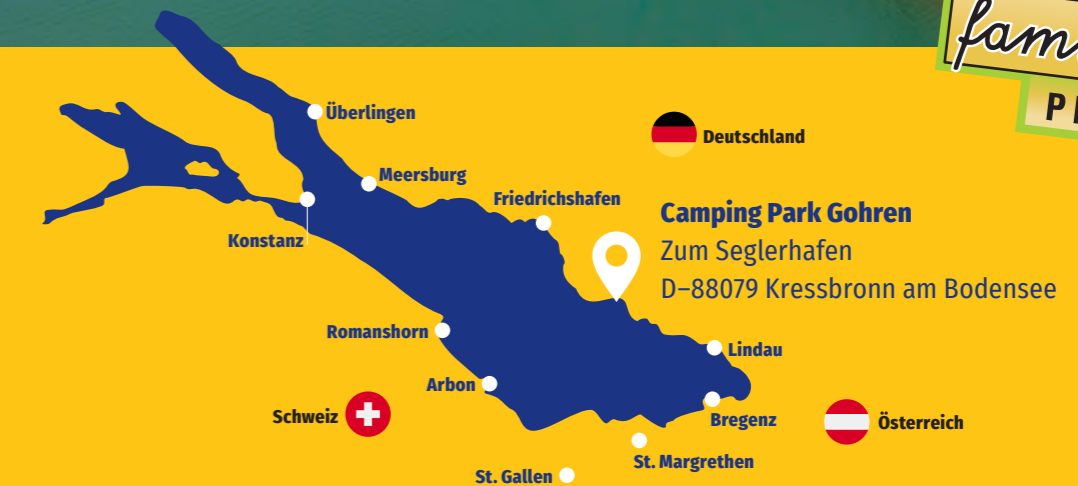 Überlingen
Deutschland
Meersburg
Friedrichshafen
Camping Park Gohren
Zum Seglerhafen
D–88079 Kressbronn am Bodensee
Konstanz
Romanshorn
Lindau
Arbon
Schweiz
Bregenz
Österreich
St. Margrethen
St. Gallen